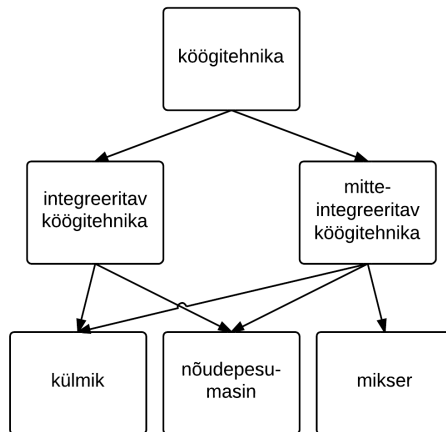 köögitehnika
integreeritav
köögitehnika
mitte-
integreeritav
köögitehnika
külmik
nõudepesu-
masin
mikser